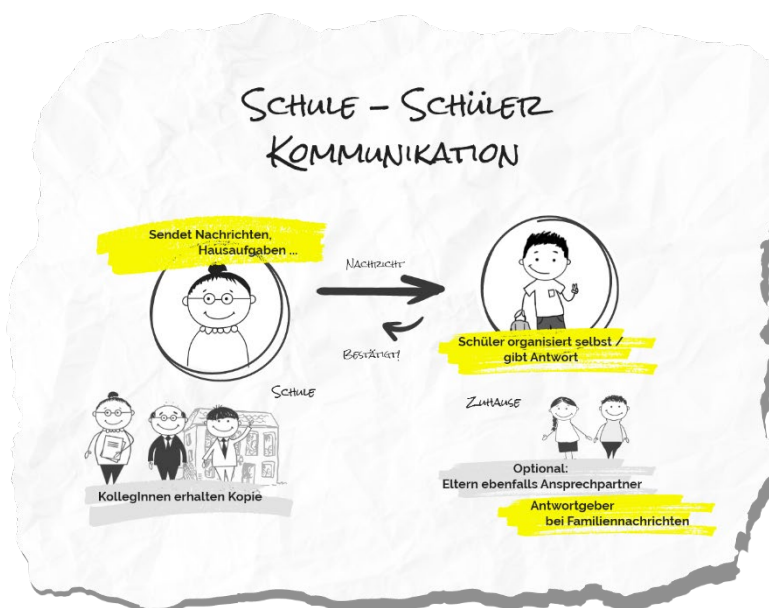 SCHULE – SCHÜLER
KOMMUNIKATION
Sendet Nachrichten,
Hausaufgaben ...
NACHRICHT
BESTÄTIGT!
Schüler organisiert selbst /
gibt Antwort
SCHULE
ZUHAUSE
KollegInnen erhalten Kopie
Optional:
Eltern ebenfalls Ansprechpartner
Antwortgeber
bei Familiennachrichten